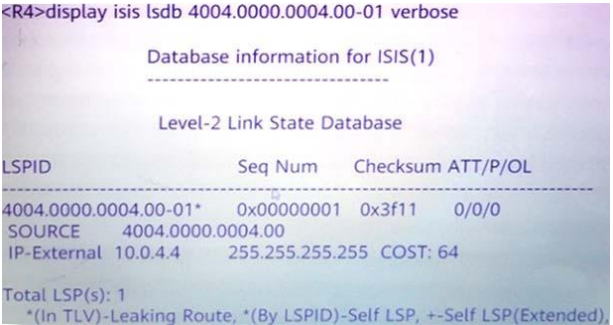 <R4>display isis lsdb 4004.0000.0004.00-01 verbose
Database information for ISIS(1)
--------------------------------
Level-2 Link State Database
LSPID Seq Num Checksum ATT/P/OL
--------------------------------------------------------------------------------
4004.0000.0004.00-01* 0x00000001 0x3f11 0/0/0
SOURCE 4004.0000.0004.00
IP-External 10.0.4.4 255.255.255.255 COST: 64
Total LSP(s): 1
*(In TLV)-Leaking Route, *(By LSPID)-Self LSP, +-Self LSP(Extended),